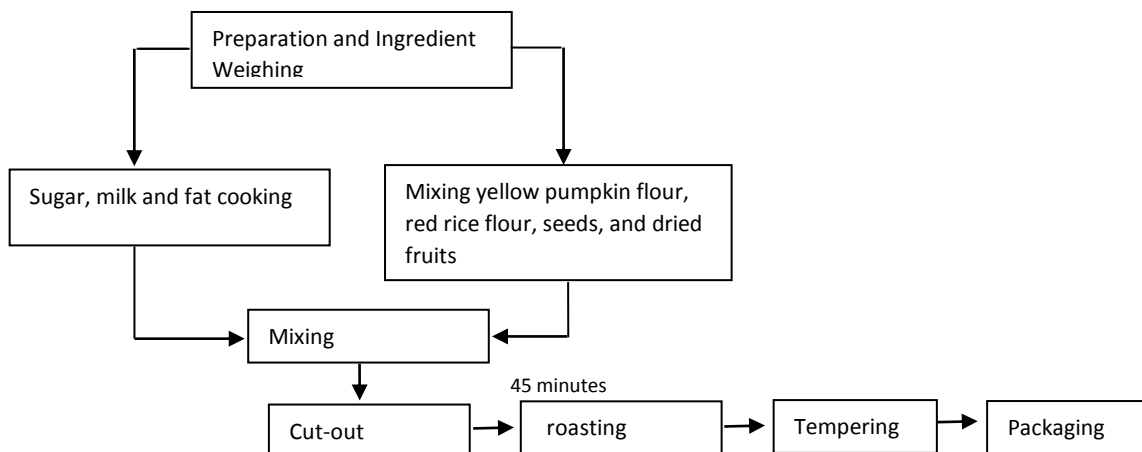 Preparation and Ingredient
Weighing
Sugar, milk and fat cooking
Mixing yellow pumpkin flour,
red rice flour, seeds, and dried
fruits
Mixing
45 minutes
Cut-out
roasting
Tempering
Packaging